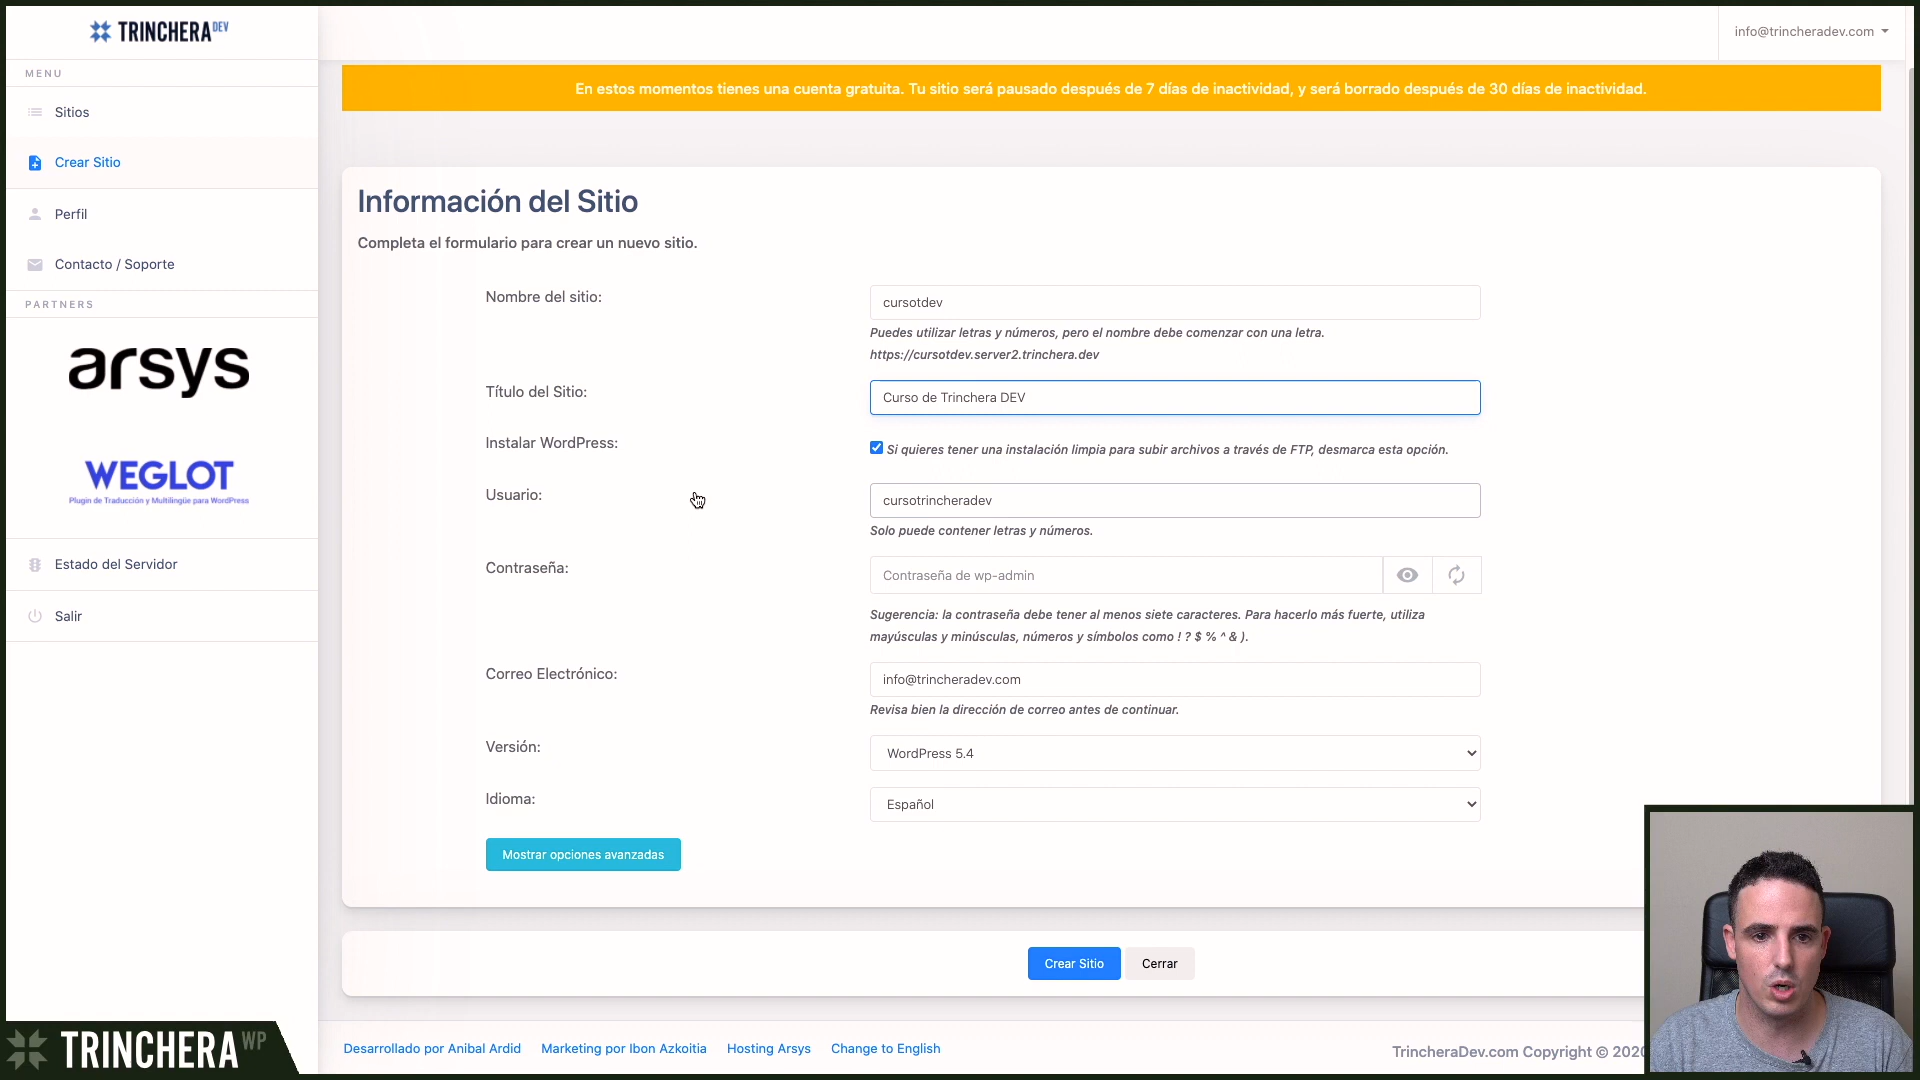 TRINCHERA DEV
info@trincheradev.com
MENU
Sitios
Crear Sitio
Perfil
Contacto / Soporte
PARTNERS
arsys
WEGLOT
Plugin de Traducción y Multilingüe para WordPress
Estado del Servidor
Salir
En estos momentos tienes una cuenta gratuita. Tu sitio será pausado después de 7 días de inactividad, y será borrado después de 30 días de inactividad.
Información del Sitio
Completa el formulario para crear un nuevo sitio.
Nombre del sitio:
cursotdev
Puedes utilizar letras y números, pero el nombre debe comenzar con una letra.
https://cursotdev.server2.trinchera.dev
Título del Sitio:
Curso de Trinchera DEV
Instalar WordPress:
Si quieres tener una instalación limpia para subir archivos a través de FTP, desmarca esta opción.
Usuario:
cursotrincheradev
Solo puede contener letras y números.
Contraseña:
Contraseña de wp-admin
Sugerencia: la contraseña debe tener al menos siete caracteres. Para hacerlo más fuerte, utiliza
mayúsculas y minúsculas, números y símbolos como ! ? $ % ^ & ).
Correo Electrónico:
info@trincheradev.com
Revisa bien la dirección de correo antes de continuar.
Versión:
WordPress 5.4
Idioma:
Español
Mostrar opciones avanzadas
Crear Sitio
Cerrar
Desarrollado por Anibal Ardid
Marketing por Ibon Azkoitia
Hosting Arsys
Change to English
TrincheraDev.com Copyright © 2020
TRINCHERA WP